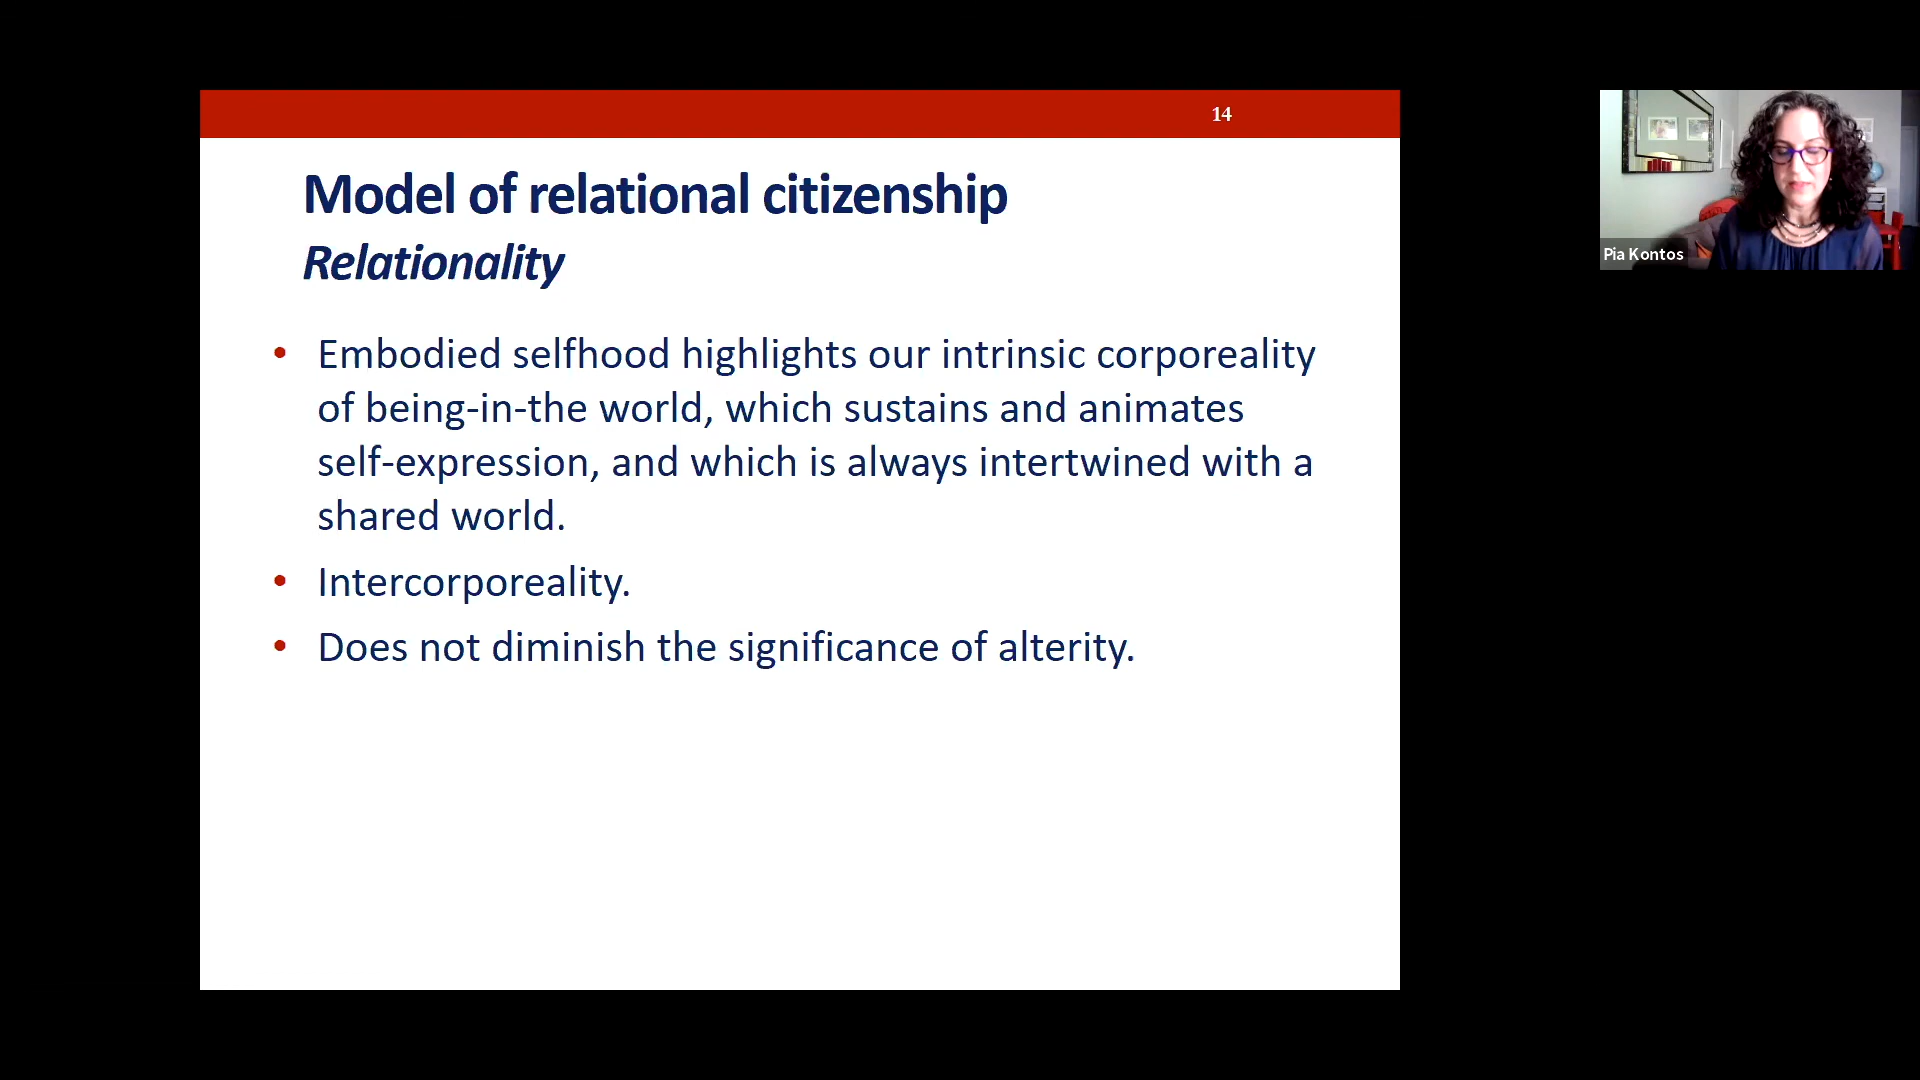 14
Model of relational citizenship
Relationality
• Embodied selfhood highlights our intrinsic corporeality
of being-in-the world, which sustains and animates
self-expression, and which is always intertwined with a
shared world.
• Intercorporeality.
• Does not diminish the significance of alterity.
Pia Kontos